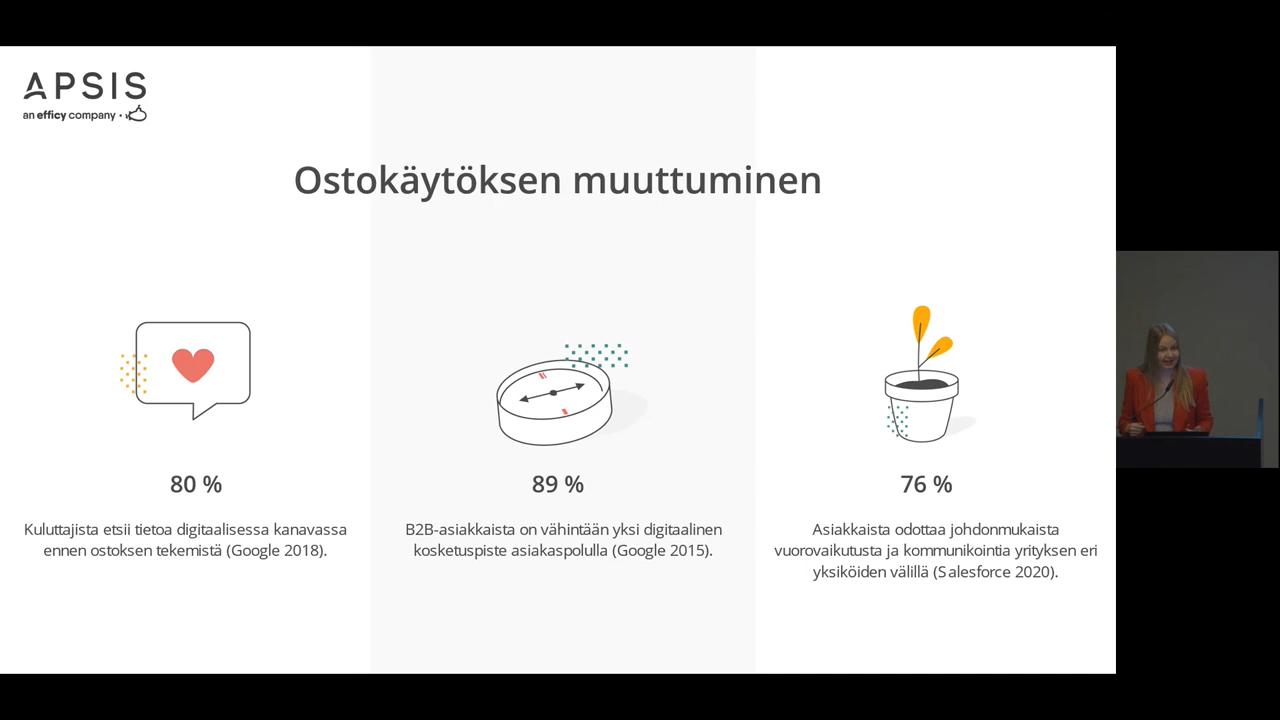 APSIS
an efficy company
Ostokäytöksen muuttuminen
80 %
Kuluttajista etsii tietoa digitaalisessa kanavassa
ennen ostoksen tekemistä (Google 2018).
89 %
B2B-asiakkaista on vähintään yksi digitaalinen
kosketuspiste asiakaspolulla (Google 2015).
76 %
Asiakkaista odottaa johdonmukaista
vuorovaikutusta ja kommunikointia yrityksen eri
yksiköiden välillä (Salesforce 2020).